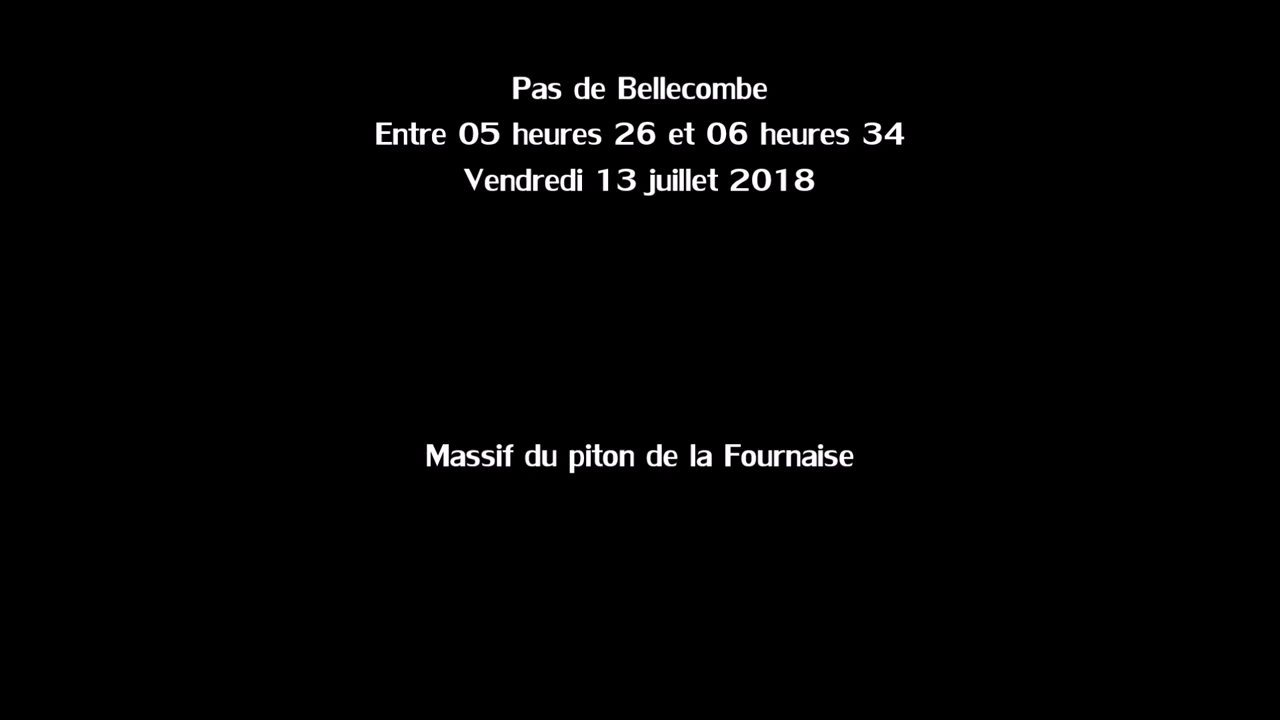 Pas de Bellecombe
Entre 05 heures 26 et 06 heures 34
Vendredi 13 juillet 2018
Massif du piton de la Fournaise